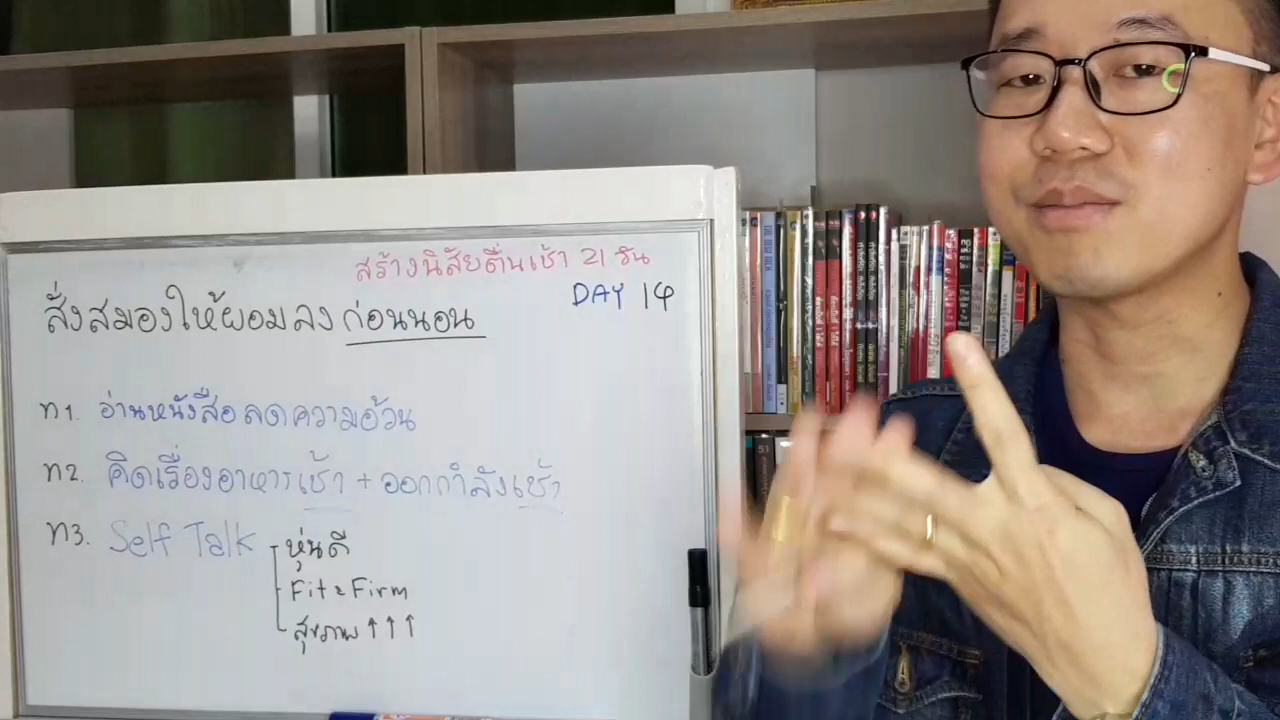 สร้างนิสัยตื่นเช้า 21 วัน
DAY 14
สั่งสมองให้ผอมลงก่อนนอน
ท1. อ่านหนังสือลดความอ้วน
ท2. คิดเรื่องอาหารเช้า + ออกกำลังเช้า
ท3. Self Talk
หุ่นดี
Fit & Firm
สุขภาพ ↑↑↑